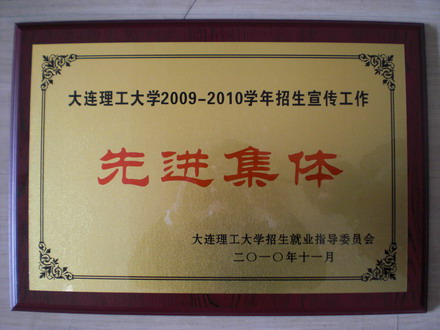 大连理工大学2009-2010学年招生宣传工作
先进集体
大连理工大学招生就业指导委员会
二〇一〇年十一月